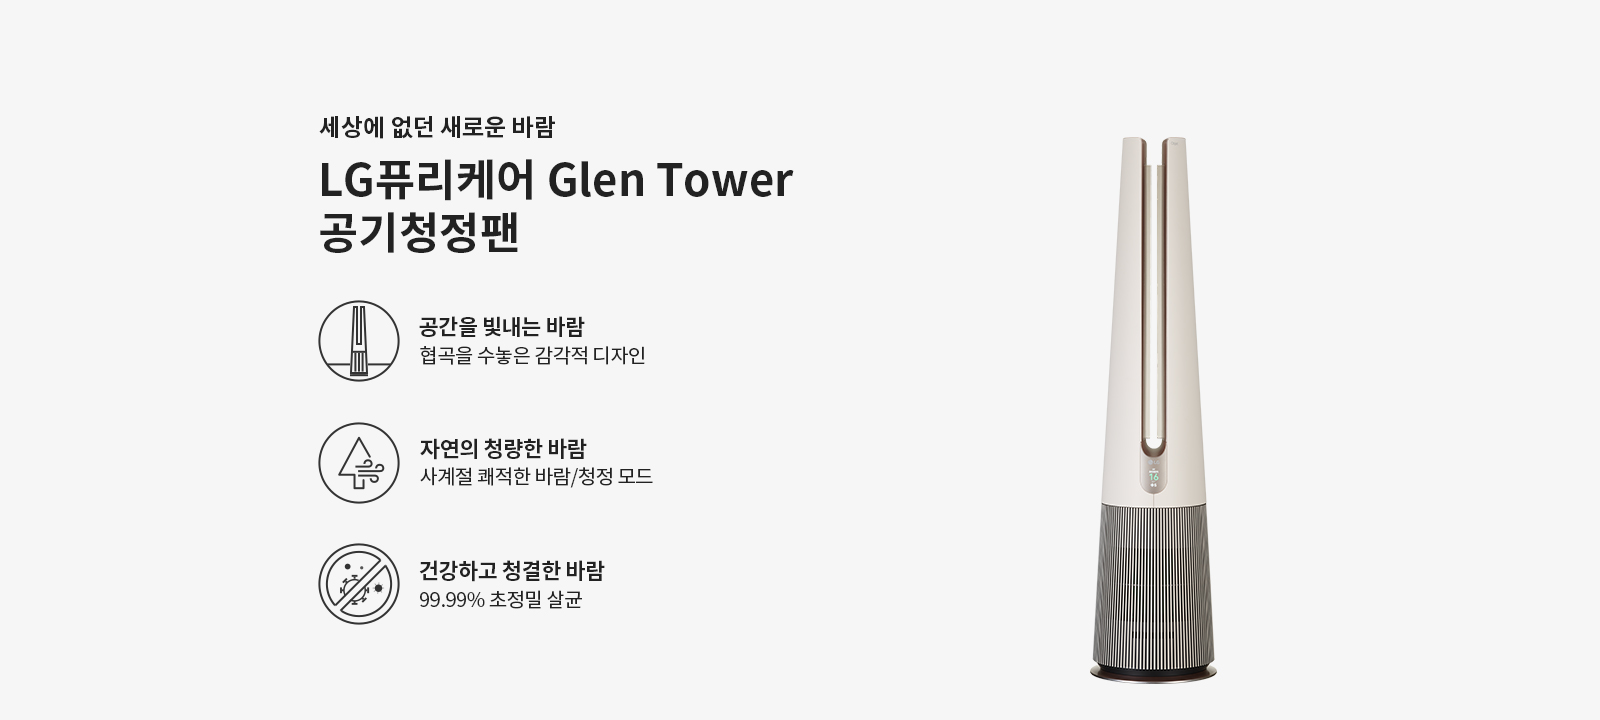 세상에 없던 새로운 바람
LG퓨리케어 Glen Tower
공기청정팬
공간을 빛내는 바람
협곡을 수놓은 감각적 디자인
자연의 청량한 바람
사계절 쾌적한 바람/청정 모드
건강하고 청결한 바람
99.99% 초정밀 살균
16